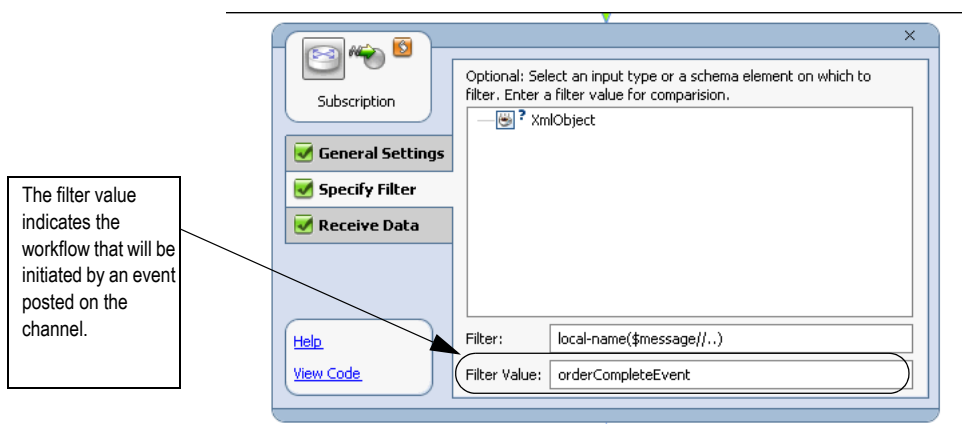 Subscription
Optional: Select an input type or a schema element on which to
filter. Enter a filter value for comparision.
? XmlObject
General Settings
Specify Filter
Receive Data
The filter value
indicates the
workflow that will be
initiated by an event
posted on the
channel.
Help
View Code
Filter: local-name($message//..)
Filter Value: orderCompleteEvent